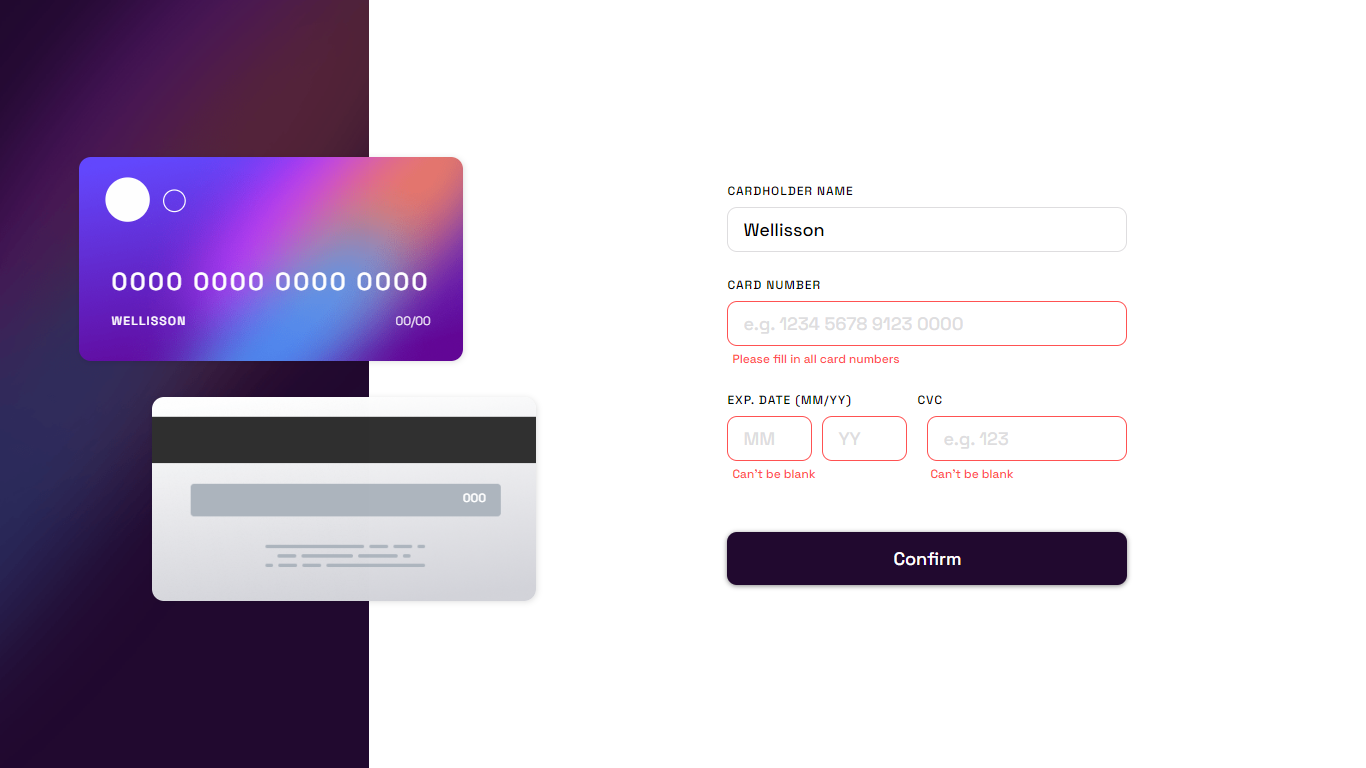 0000 0000 0000 0000
WELLISSON 00/00
000
CARDHOLDER NAME
Wellisson
CARD NUMBER
e.g. 1234 5678 9123 0000
Please fill in all card numbers
EXP. DATE (MM/YY) CVC
MM YY e.g. 123
Can't be blank Can't be blank
Confirm